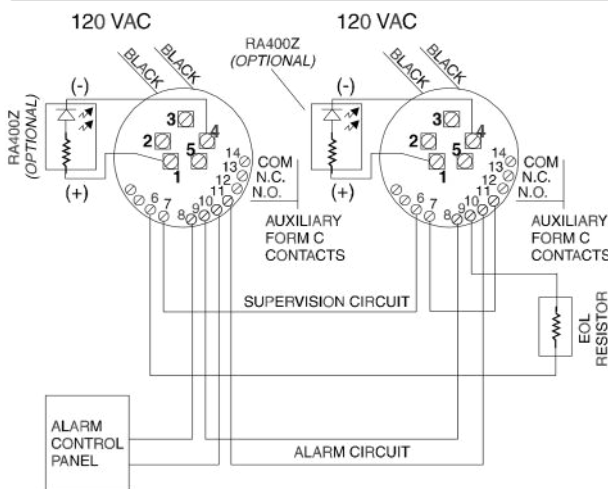 120 VAC
120 VAC
RA400Z
(OPTIONAL)
BLACK
BLACK
BLACK
BLACK
RA400Z
(OPTIONAL)
(-)
(+)
3
2
4
5
1
14
13
12
11
10
9
8
7
6
COM
N.C.
N.O.
AUXILIARY
FORM C
CONTACTS
(-)
(+)
3
2
4
5
1
14
13
12
11
10
9
8
7
6
COM
N.C.
N.O.
AUXILIARY
FORM C
CONTACTS
SUPERVISION CIRCUIT
EOL
RESISTOR
ALARM
CONTROL
PANEL
ALARM CIRCUIT